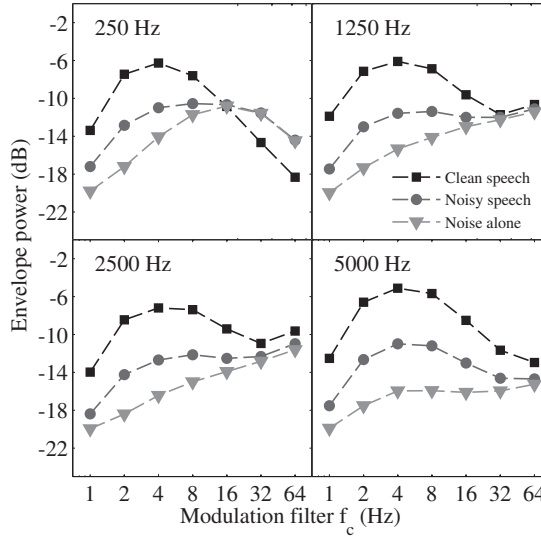 250 Hz
1250 Hz
-2
-6
-10
-14
-18
-22
Clean speech
Noisy speech
Noise alone
2500 Hz
5000 Hz
-2
-6
-10
-14
-18
-22
Envelope power (dB)
1 2 4 8 16 32 64
1 2 4 8 16 32 64
Modulation filter f_c (Hz)